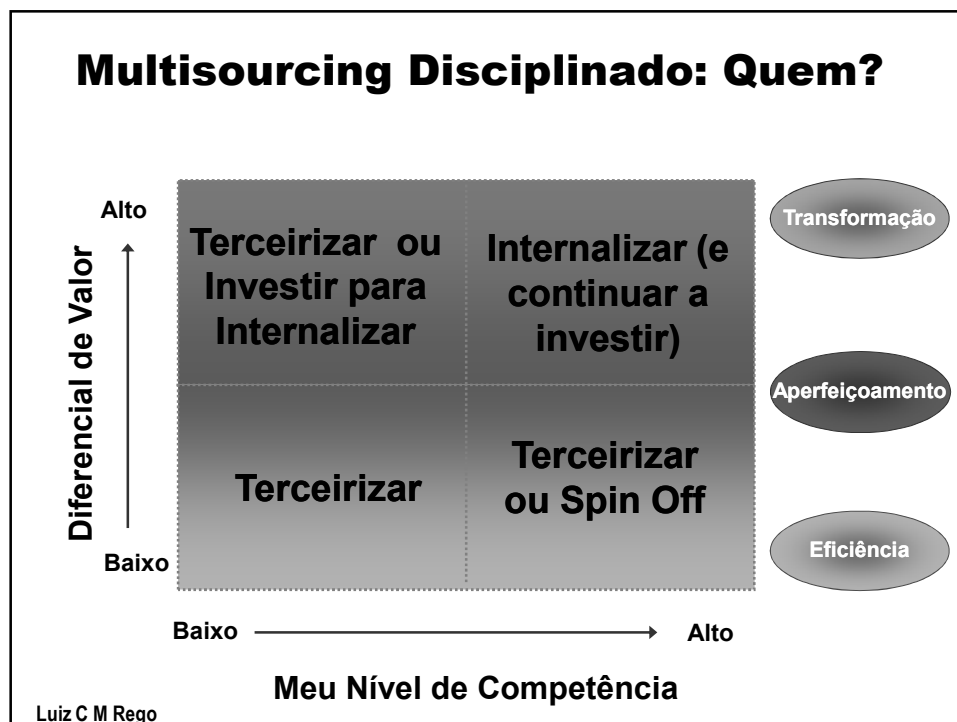 Multisourcing Disciplinado: Quem?
Alto
Diferencial de Valor
Baixo
Terceirizar ou
Investir para
Internalizar
Internalizar (e
continuar a
investir)
Terceirizar
Terceirizar
ou Spin Off
Transformação
Aperfeiçoamento
Eficiência
Baixo
Alto
Meu Nível de Competência
Luiz C M Rego